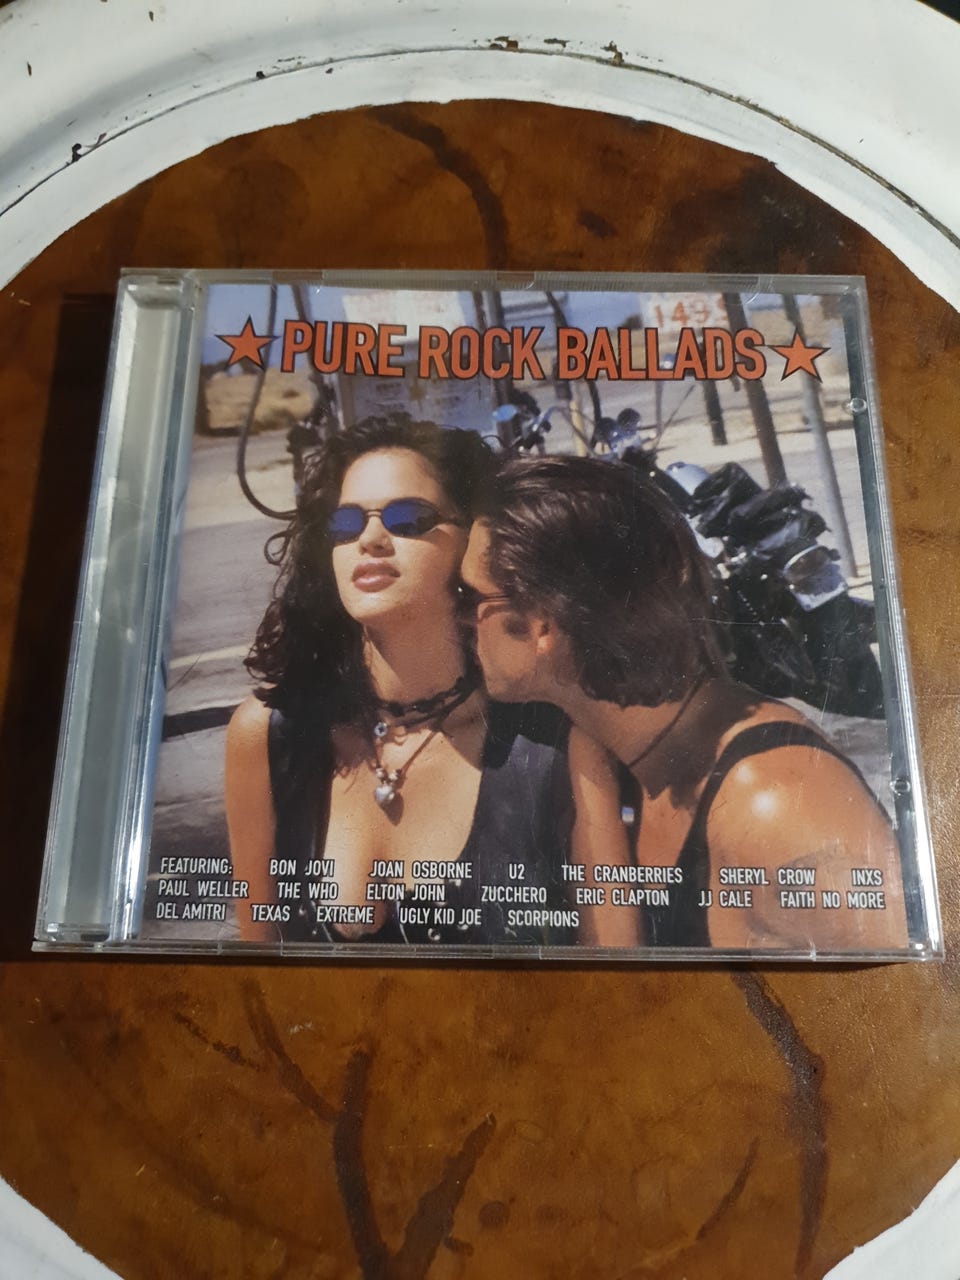 149
★ PURE ROCK BALLADS ★
FEATURING: BON JOVI JOAN OSBORNE U2 THE CRANBERRIES SHERYL CROW INXS
PAUL WELLER THE WHO ELTON JOHN ZUCCHERO ERIC CLAPTON JJ CALE FAITH NO MORE
DEL AMITRI TEXAS EXTREME UGLY KID JOE SCORPIONS